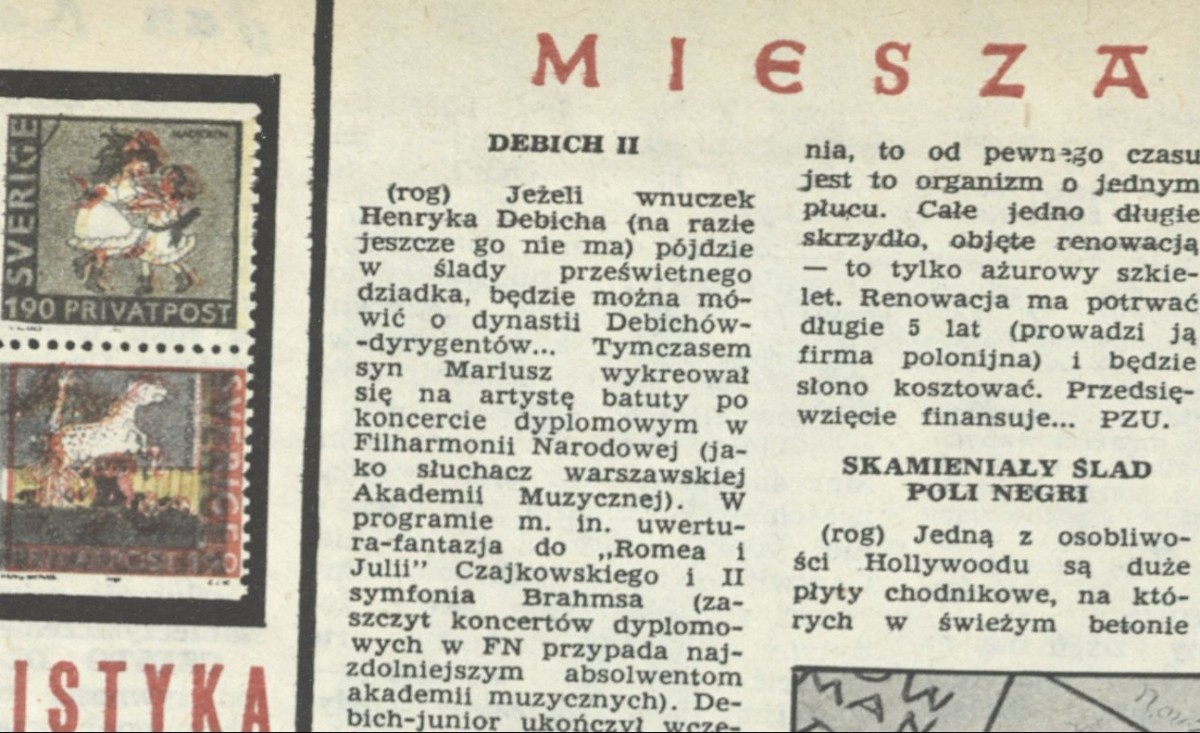 SVERIGE
MAJSTÅNG
190 PRIVATPOST
SVERIGE
PRIVATPOST 190
ISTYKA
MIESZA
DEBICH II
(rog) Jeżeli wnuczek
Henryka Debicha (na razie
jeszcze go nie ma) pójdzie
w ślady prześwietnego
dziadka, będzie można mó-
wić o dynastii Debichów-
-dyrygentów... Tymczasem
syn Mariusz wykreował
się na artystę batuty po
koncercie dyplomowym w
Filharmonii Narodowej (ja-
ko słuchacz warszawskiej
Akademii Muzycznej). W
programie m. in. uwertu-
ra-fantazja do „Romea i
Julii" Czajkowskiego i II
symfonia Brahmsa (za-
szczyt koncertów dyplomo-
wych w FN przypada naj-
zdolniejszym absolwentom
akademii muzycznych). De-
bich-junior ukończył wcze-
nia, to od pewnego czasu
jest to organizm o jednym
płucu. Całe jedno długie
skrzydło, objęte renowacją
— to tylko ażurowy szkie-
let. Renowacja ma potrwać
długie 5 lat (prowadzi ją
firma polonijna) i będzie
słono kosztować. Przedsię-
wzięcie finansuje... PZU.
SKAMIENIAŁY ŚLAD
POLI NEGRI
(rog) Jedną z osobliwo-
ści Hollywoodu są duże
płyty chodnikowe, na któ-
rych w świeżym betonie